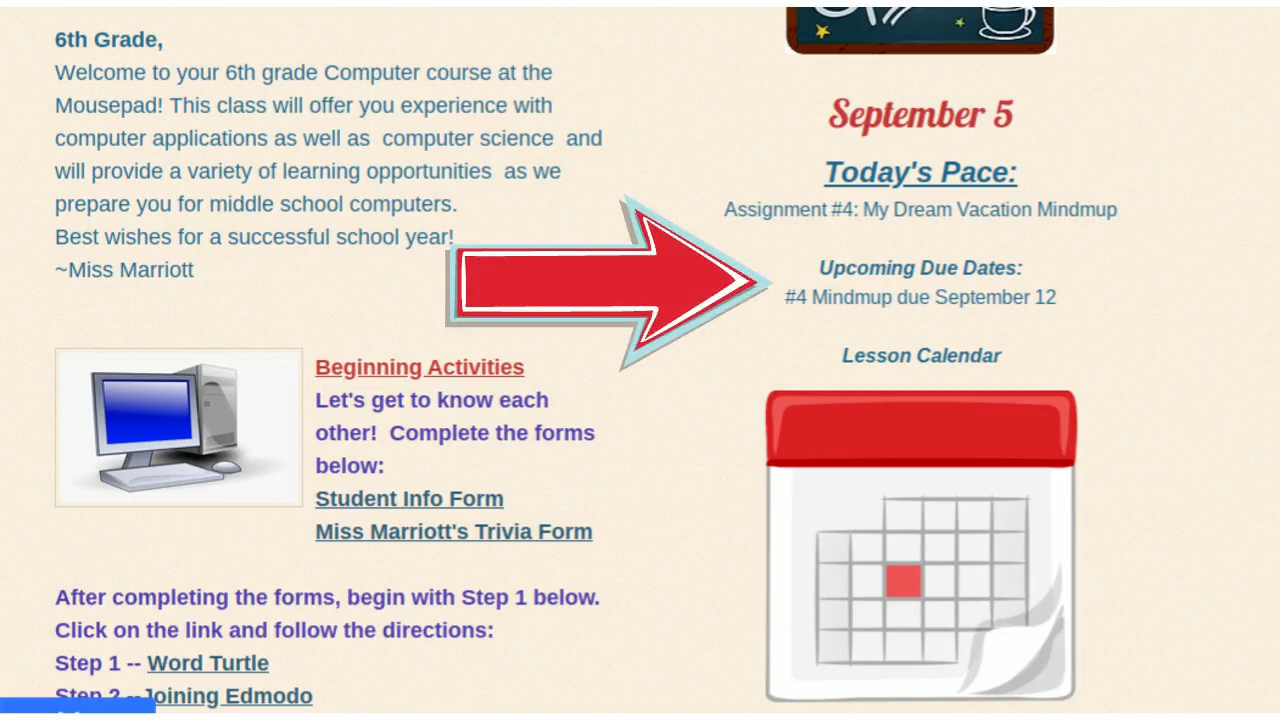 6th Grade,
Welcome to your 6th grade Computer course at the
Mousepad! This class will offer you experience with
computer applications as well as  computer science  and
will provide a variety of learning opportunities  as we
prepare you for middle school computers.
Best wishes for a successful school year!
~Miss Marriott
Beginning Activities
Let's get to know each
other!  Complete the forms
below:
Student Info Form
Miss Marriott's Trivia Form
After completing the forms, begin with Step 1 below.
Click on the link and follow the directions:
Step 1 -- Word Turtle
Step 2 --Joining Edmodo
September 5
Today's Pace:
Assignment #4: My Dream Vacation Mindmup
Upcoming Due Dates:
#4 Mindmup due September 12
Lesson Calendar